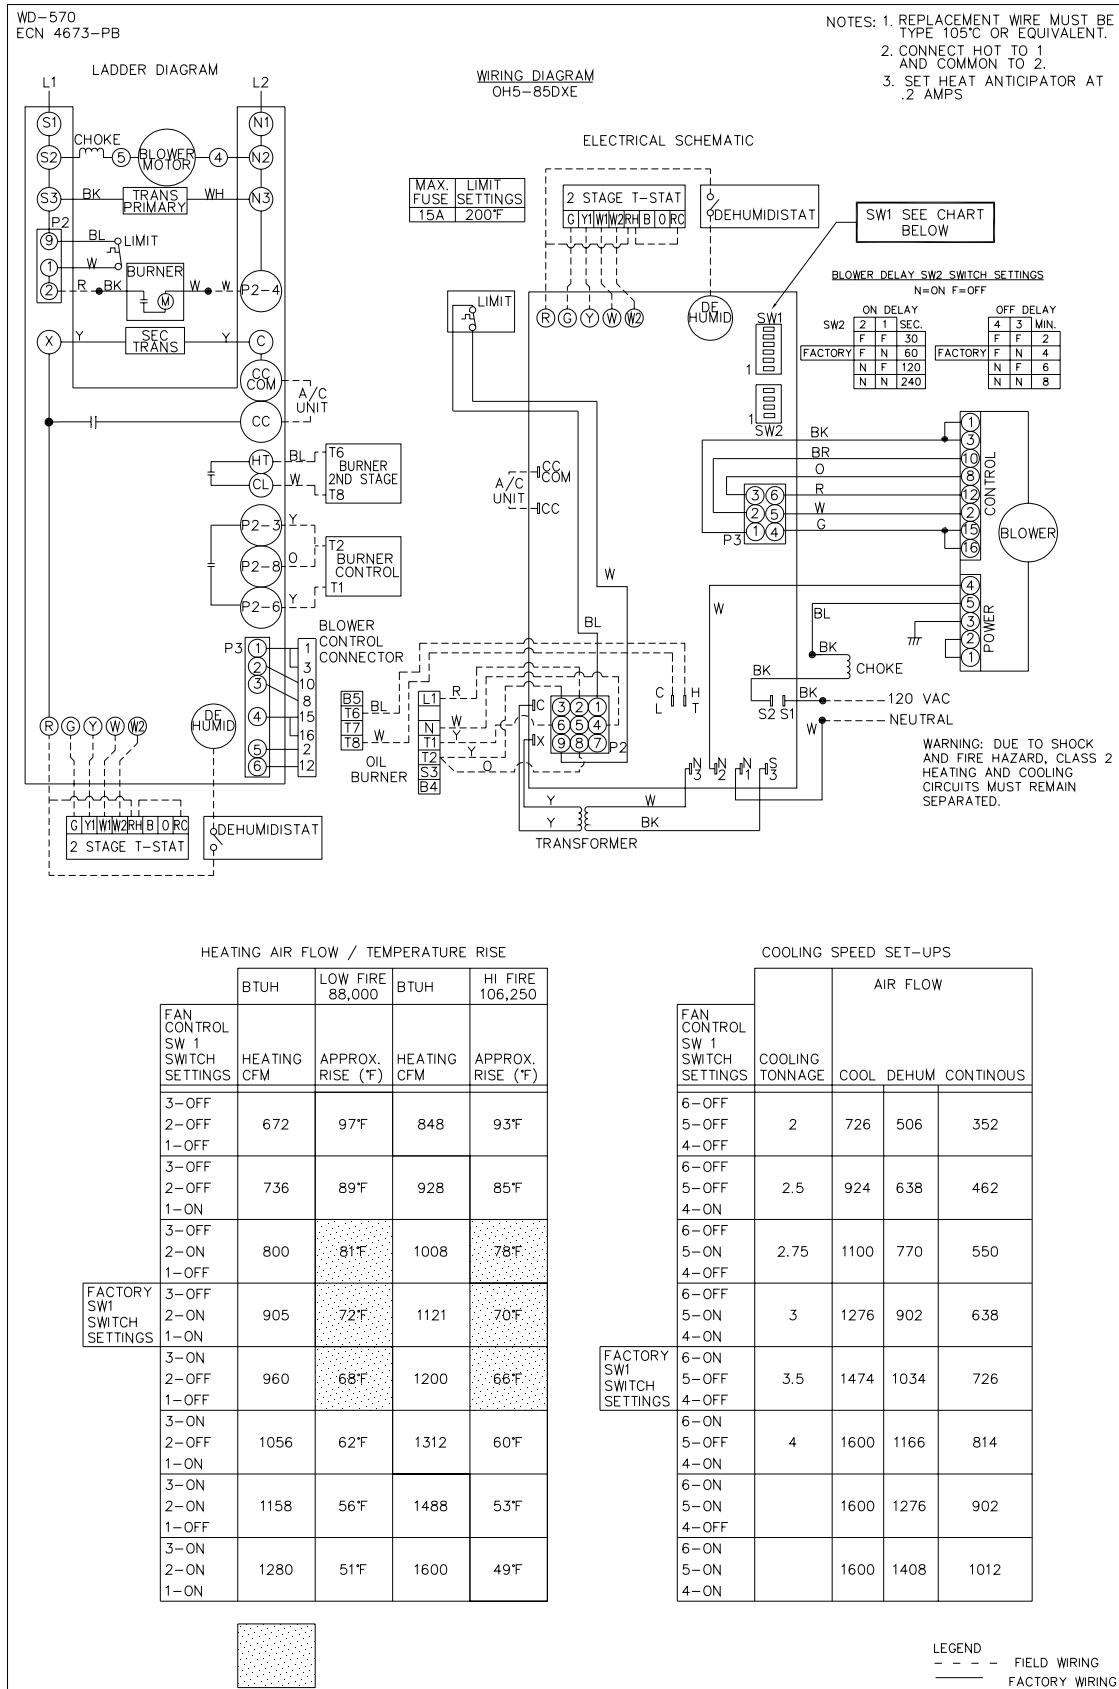 WD-570
ECN 4673-PB
NOTES: 1. REPLACEMENT WIRE MUST BE
TYPE 105°C OR EQUIVALENT.
2. CONNECT HOT TO 1
AND COMMON TO 2.
3. SET HEAT ANTICIPATOR AT
.2 AMPS
LADDER DIAGRAM
L1 L2
S1 N1
CHOKE
S2 5 BLOWER MOTOR 4 N2
S3 BK TRANS PRIMARY WH N3
P2
9 BL LIMIT
1 W BURNER
2 R BK M W W P2-4
X Y SEC TRANS Y C
CC COM
A/C UNIT
CC
HT BL T6
BURNER
2ND STAGE
CL W T8
P2-3 Y
T2
P2-8 O BURNER
CONTROL
P2-6 Y T1
BLOWER
CONTROL
CONNECTOR
P3 1 1
2 3
3 10
8
4 15
16
5 2
6 12
R G Y W W2 DE HUMID
G Y1 W1 W2 RH B O RC
2 STAGE T-STAT
DEHUMIDISTAT
WIRING DIAGRAM
OH5-85DXE
ELECTRICAL SCHEMATIC
MAX. FUSE LIMIT SETTINGS
15A 200°F
2 STAGE T-STAT
G Y1 W1 W2 RH B O RC
DEHUMIDISTAT
SW1 SEE CHART
BELOW
BLOWER DELAY SW2 SWITCH SETTINGS
N=ON F=OFF
ON DELAY OFF DELAY
SW2 2 1 SEC. 4 3 MIN.
F F 30 F F 2
FACTORY F N 60 FACTORY F N 4
N F 120 N F 6
N N 240 N N 8
LIMIT
R G Y W W2 DE HUMID
SW1
1
1
SW2
BK
BR
O
R
W
G
3 6
2 5
1 4
P3
1
3
10
8
12
2
15
16
CONTROL
BLOWER
4
5
3
2
1
POWER
CC COM
A/C UNIT
CC
W
BL
W
BL
BK
CHOKE
BK
S2 S1
BK 120 VAC
W NEUTRAL
C L H T
B5
T6 BL
T7
T8 W
OIL
BURNER
L1 R
N W
T1 Y
T2 Y
S3 O
B4
C
X
3 2 1
6 5 4
9 8 7
P2
N3 N2 N1 S3
Y W
Y BK
TRANSFORMER
WARNING: DUE TO SHOCK
AND FIRE HAZARD, CLASS 2
HEATING AND COOLING
CIRCUITS MUST REMAIN
SEPARATED.
HEATING AIR FLOW / TEMPERATURE RISE
BTUH LOW FIRE 88,000 BTUH HI FIRE 106,250
FAN CONTROL SW 1 SWITCH SETTINGS HEATING CFM APPROX. RISE (°F) HEATING CFM APPROX. RISE (°F)
3-OFF
2-OFF 672 97°F 848 93°F
1-OFF
3-OFF
2-OFF 736 89°F 928 85°F
1-ON
3-OFF
2-ON 800 81°F 1008 78°F
1-OFF
FACTORY SW1 SWITCH SETTINGS
3-OFF
2-ON 905 72°F 1121 70°F
1-ON
3-ON
2-OFF 960 68°F 1200 66°F
1-OFF
3-ON
2-OFF 1056 62°F 1312 60°F
1-ON
3-ON
2-ON 1158 56°F 1488 53°F
1-OFF
3-ON
2-ON 1280 51°F 1600 49°F
1-ON
COOLING SPEED SET-UPS
AIR FLOW
FAN CONTROL SW 1 SWITCH SETTINGS COOLING TONNAGE COOL DEHUM CONTINOUS
6-OFF
5-OFF 2 726 506 352
4-OFF
6-OFF
5-OFF 2.5 924 638 462
4-ON
6-OFF
5-ON 2.75 1100 770 550
4-OFF
6-OFF
5-ON 3 1276 902 638
4-ON
FACTORY SW1 SWITCH SETTINGS
6-ON
5-OFF 3.5 1474 1034 726
4-OFF
6-ON
5-OFF 4 1600 1166 814
4-ON
6-ON
5-ON 1600 1276 902
4-OFF
6-ON
5-ON 1600 1408 1012
4-ON
LEGEND
FIELD WIRING
FACTORY WIRING